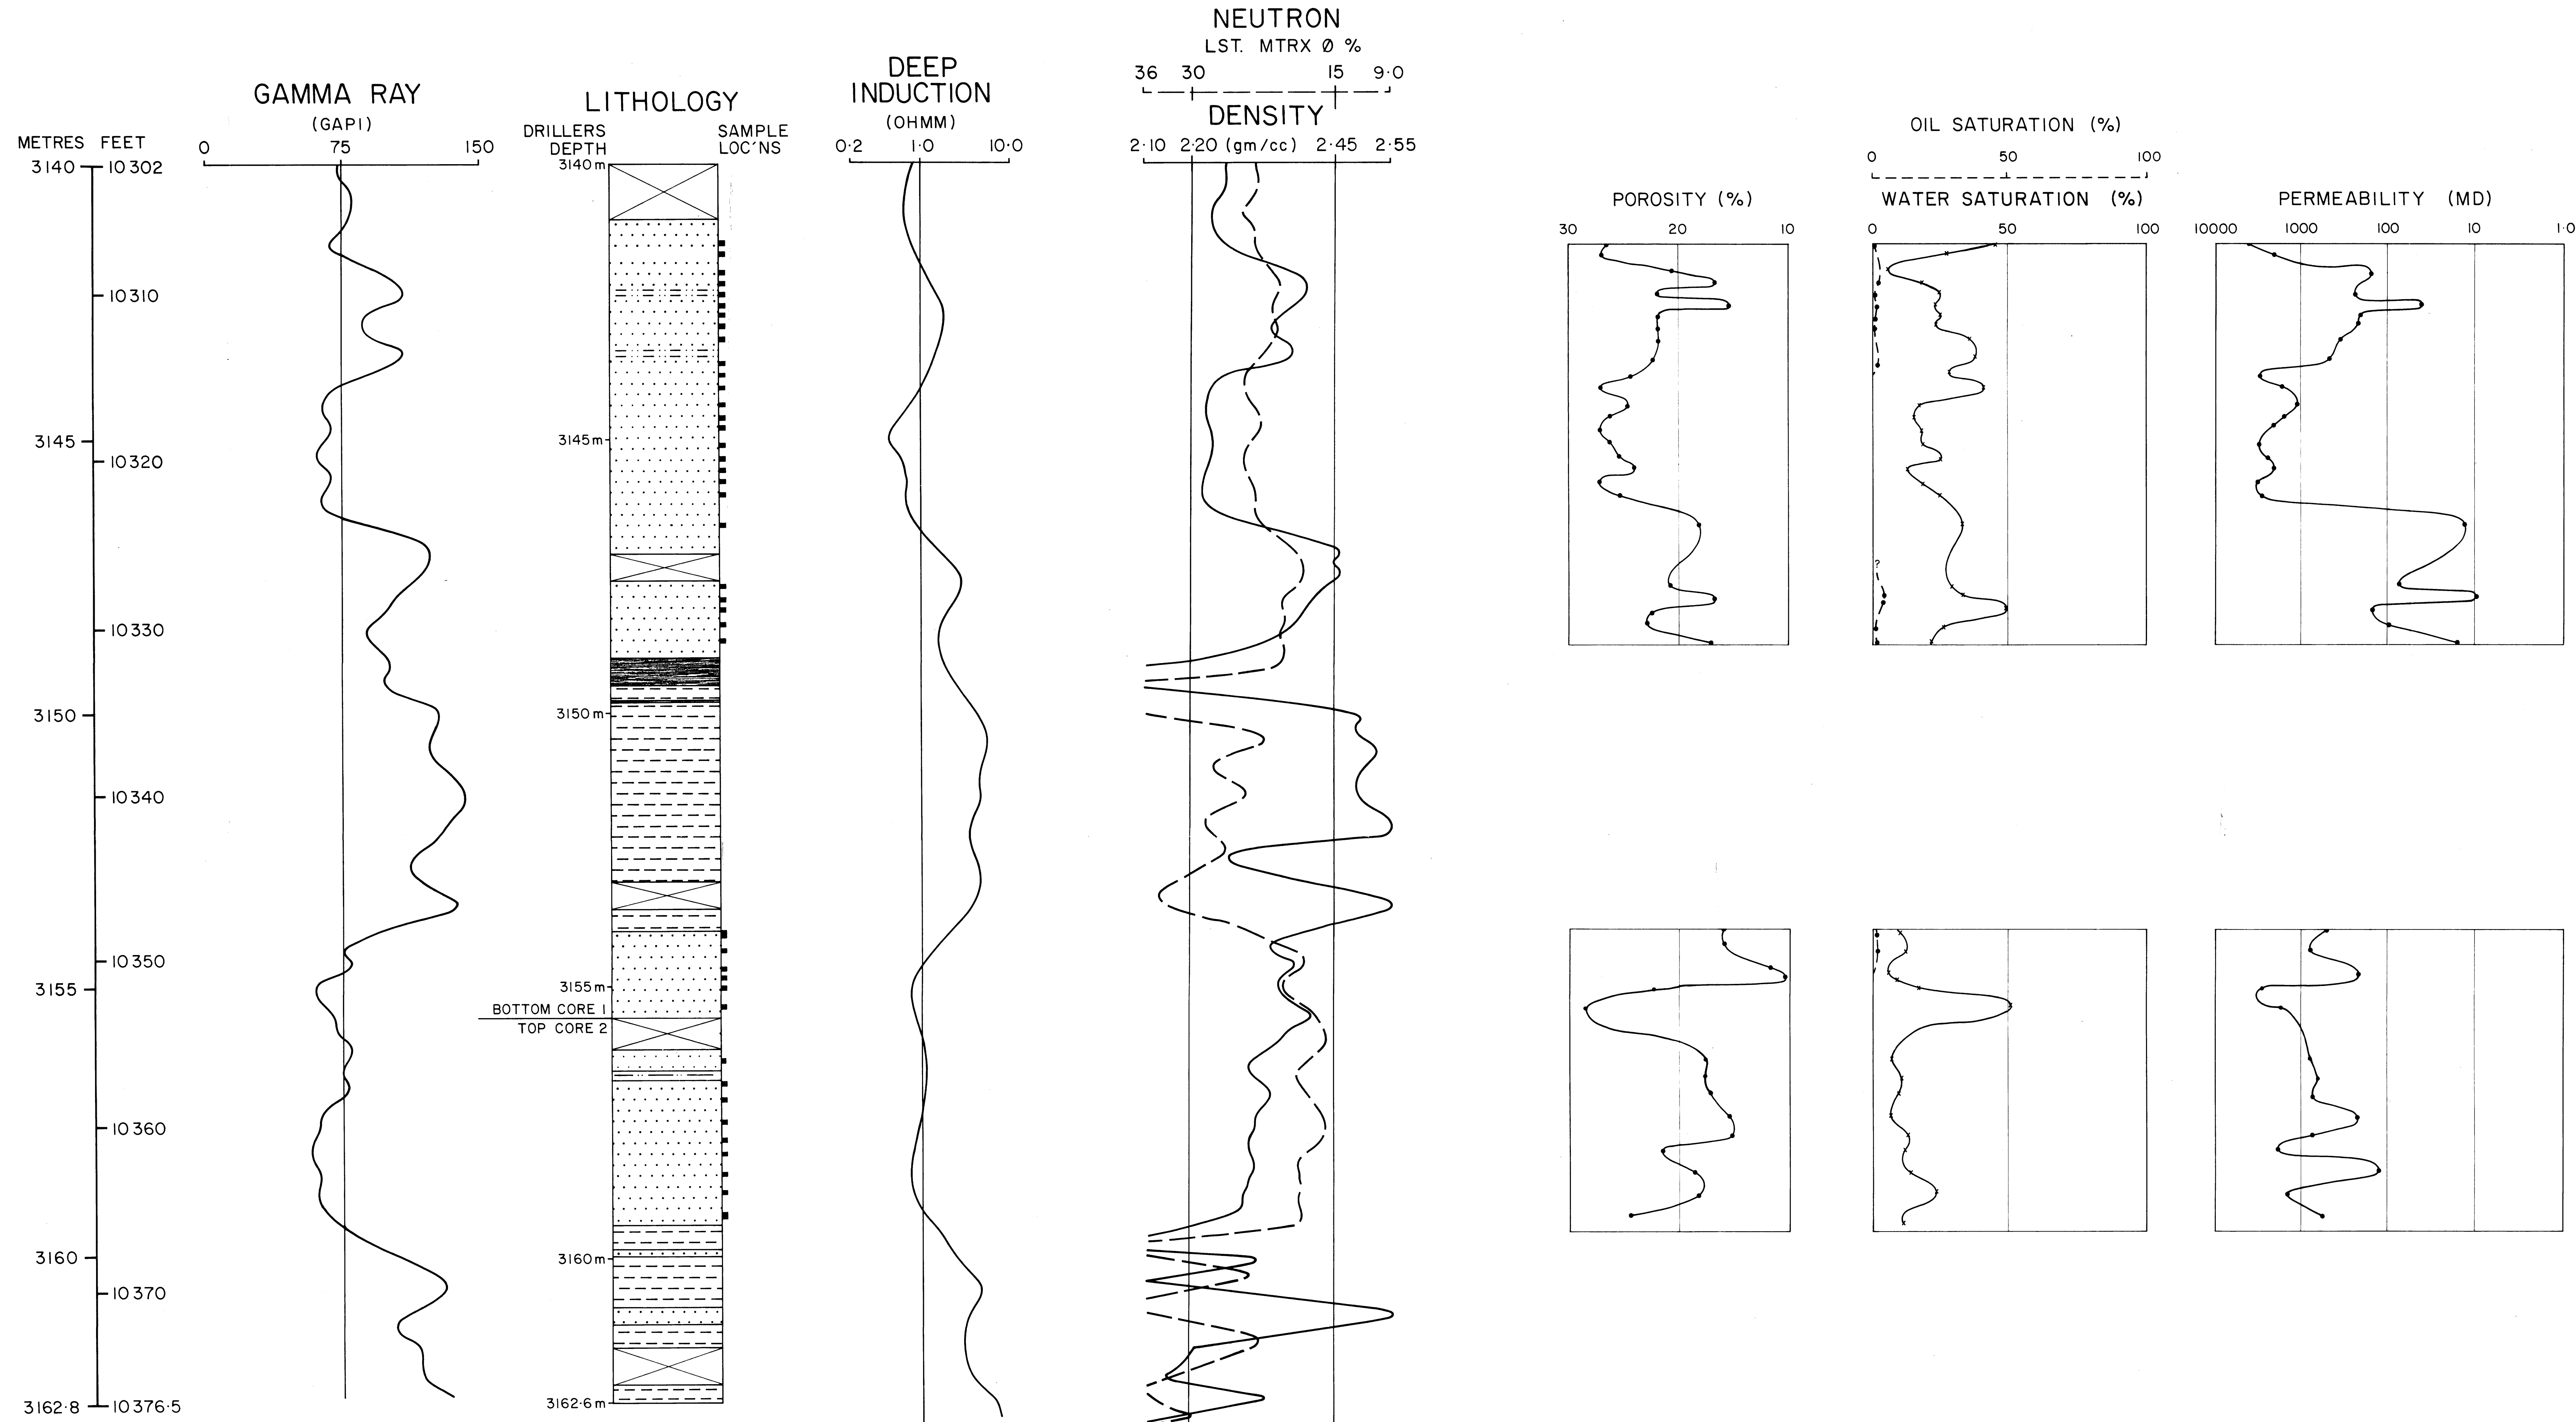 NEUTRON
LST. MTRX Ø %
36 30 15 9·0
DEEP
INDUCTION
(OHMM)
0·2 1·0 10·0
DENSITY
2·10 2·20 (gm/cc) 2·45 2·55
GAMMA RAY
(GAPI)
0 75 150
LITHOLOGY
DRILLERS
DEPTH
SAMPLE
LOC'NS
METRES FEET
OIL SATURATION (%)
0 50 100
POROSITY (%)
30 20 10
WATER SATURATION (%)
0 50 100
PERMEABILITY (MD)
10000 1000 100 10 1·0
3140 10302
3140m
10310
3145
3145m
10320
?
10330
3150
3150m
10340
10350
3155
3155m
BOTTOM CORE 1
TOP CORE 2
10360
3160
3160m
10370
3162·8 10376·5
3162·6m